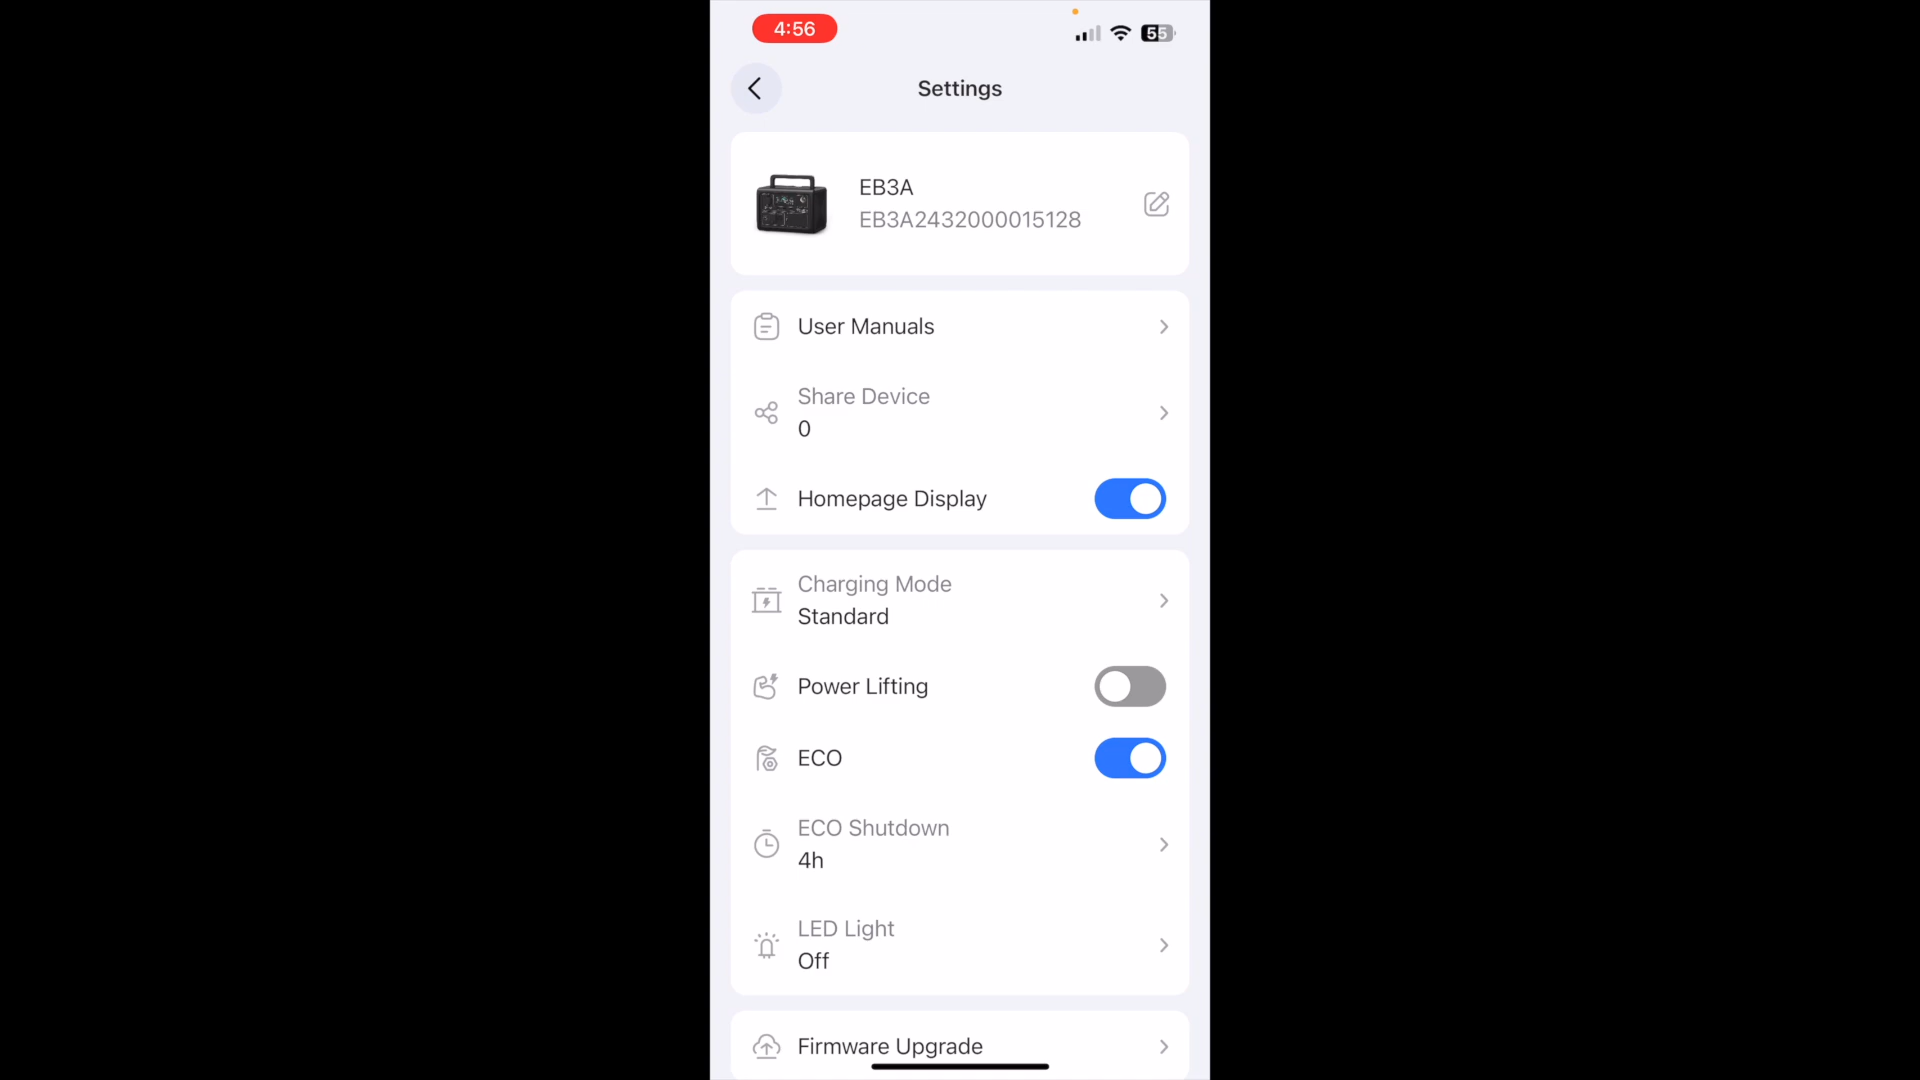 4:56
55
Settings
EB3A
EB3A2432000015128
User Manuals
Share Device
0
Homepage Display
Charging Mode
Standard
Power Lifting
ECO
ECO Shutdown
4h
LED Light
Off
Firmware Upgrade